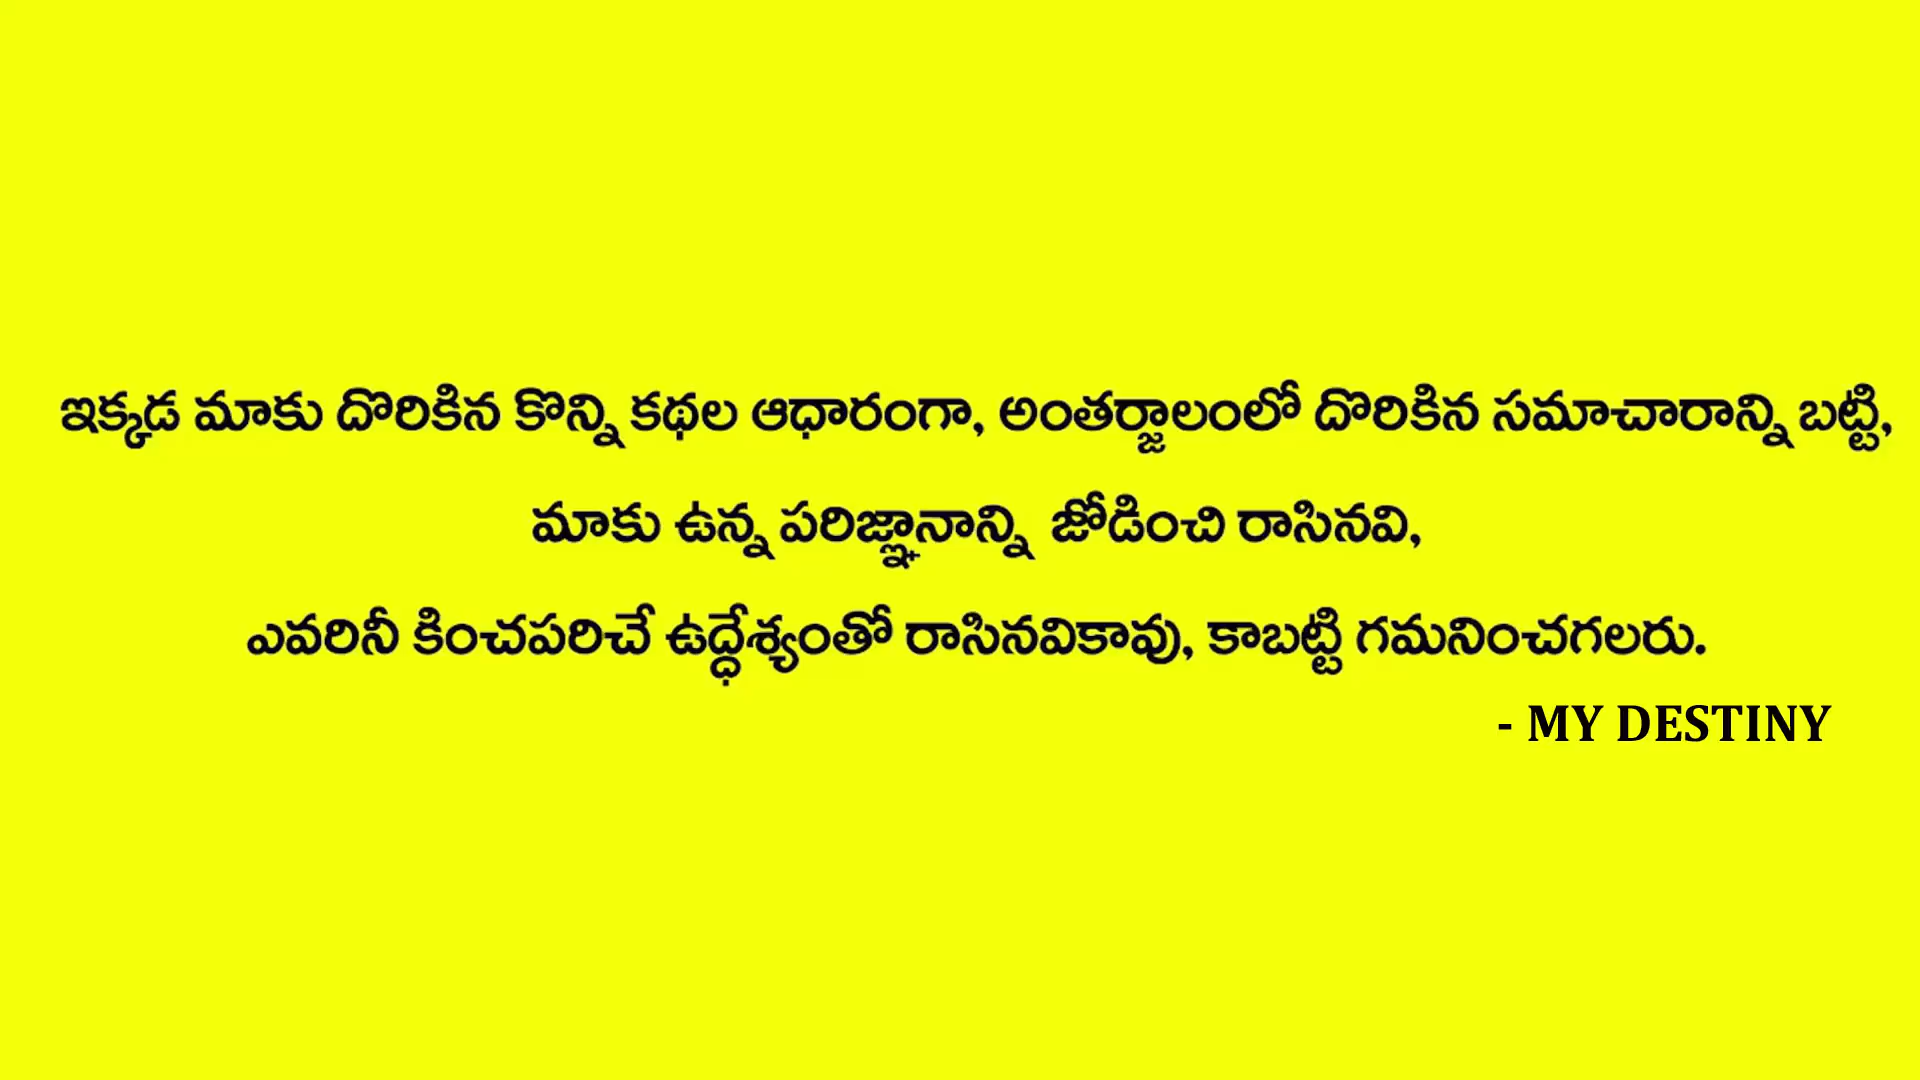 ఇక్కడ మాకు దొరికిన కొన్ని కథల ఆధారంగా, అంతర్జాలంలో దొరికిన సమాచారాన్ని బట్టి,
మాకు ఉన్న పరిజ్ఞానాన్ని జోడించి రాసినవి,
ఎవరినీ కించపరిచే ఉద్ధేశ్యంతో రాసినవికావు, కాబట్టి గమనించగలరు.
- MY DESTINY